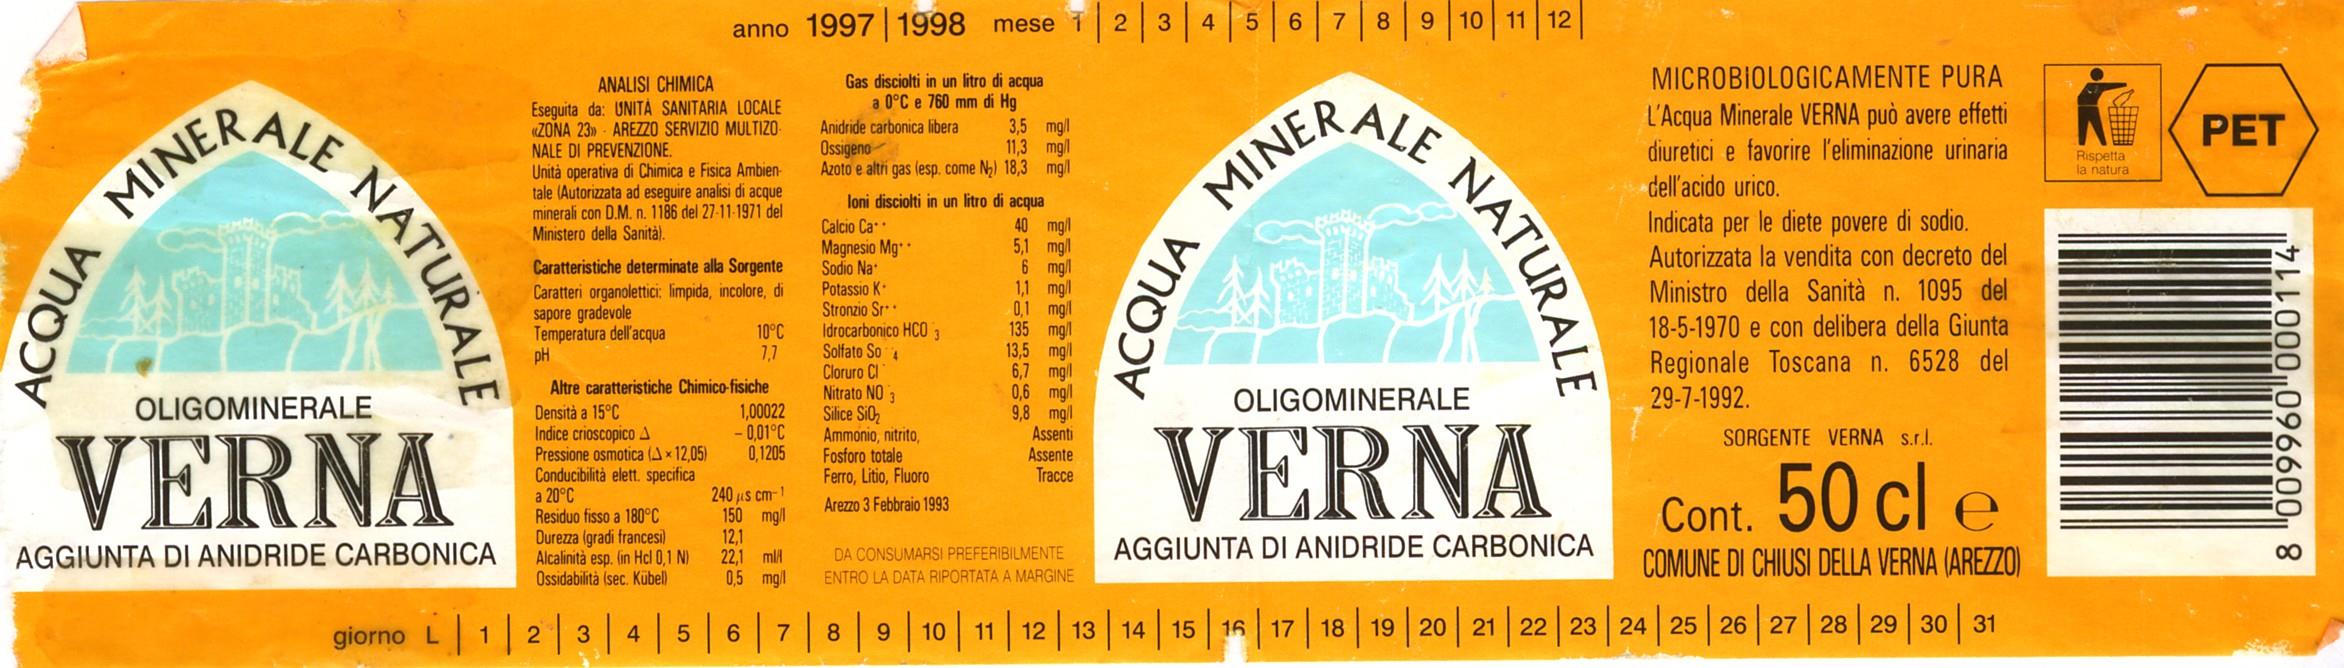 anno 1997 | 1998 mese 1 | 2 | 3 | 4 | 5 | 6 | 7 | 8 | 9 | 10 | 11 | 12 |
ACQUA MINERALE NATURALE
OLIGOMINERALE
VERNA
AGGIUNTA DI ANIDRIDE CARBONICA
ANALISI CHIMICA
Eseguita da: UNITÀ SANITARIA LOCALE
«ZONA 23» - AREZZO SERVIZIO MULTIZO-
NALE DI PREVENZIONE.
Unità operativa di Chimica e Fisica Ambien-
tale (Autorizzata ad eseguire analisi di acque
minerali con D.M. n. 1186 del 27-11-1971 del
Ministero della Sanità).
Caratteristiche determinate alla Sorgente
Caratteri organolettici: limpida, incolore, di
sapore gradevole
Temperatura dell'acqua 10°C
pH 7,7
Altre caratteristiche Chimico-fisiche
Densità a 15°C 1,00022
Indice crioscopico Δ - 0,01°C
Pressione osmotica (Δ × 12,05) 0,1205
Conducibilità elett. specifica
a 20°C 240 µs cm-1
Residuo fisso a 180°C 150 mg/l
Durezza (gradi francesi) 12,1
Alcalinità esp. (in Hcl 0,1 N) 22,1 ml/l
Ossidabilità (sec. Kübel) 0,5 mg/l
Gas disciolti in un litro di acqua
a 0°C e 760 mm di Hg
Anidride carbonica libera 3,5 mg/l
Ossigeno 11,3 mg/l
Azoto e altri gas (esp. come N2) 18,3 mg/l
Ioni disciolti in un litro di acqua
Calcio Ca++ 40 mg/l
Magnesio Mg++ 5,1 mg/l
Sodio Na+ 6 mg/l
Potassio K+ 1,1 mg/l
Stronzio Sr++ 0,1 mg/l
Idrocarbonico HCO-3 135 mg/l
Solfato So--4 13,5 mg/l
Cloruro Cl- 6,7 mg/l
Nitrato NO-3 0,6 mg/l
Silice SiO2 9,8 mg/l
Ammonio, nitrito, Assenti
Fosforo totale Assente
Ferro, Litio, Fluoro Tracce
Arezzo 3 Febbraio 1993
DA CONSUMARSI PREFERIBILMENTE
ENTRO LA DATA RIPORTATA A MARGINE
ACQUA MINERALE NATURALE
OLIGOMINERALE
VERNA
AGGIUNTA DI ANIDRIDE CARBONICA
MICROBIOLOGICAMENTE PURA
L'Acqua Minerale VERNA può avere effetti
diuretici e favorire l'eliminazione urinaria
dell'acido urico.
Indicata per le diete povere di sodio.
Autorizzata la vendita con decreto del
Ministro della Sanità n. 1095 del
18-5-1970 e con delibera della Giunta
Regionale Toscana n. 6528 del
29-7-1992.
SORGENTE VERNA s.r.l.
Cont. 50 cl e
COMUNE DI CHIUSI DELLA VERNA (AREZZO)
Rispetta
la natura
PET
8 009960 000114
giorno L | 1 | 2 | 3 | 4 | 5 | 6 | 7 | 8 | 9 | 10 | 11 | 12 | 13 | 14 | 15 | 16 | 17 | 18 | 19 | 20 | 21 | 22 | 23 | 24 | 25 | 26 | 27 | 28 | 29 | 30 | 31